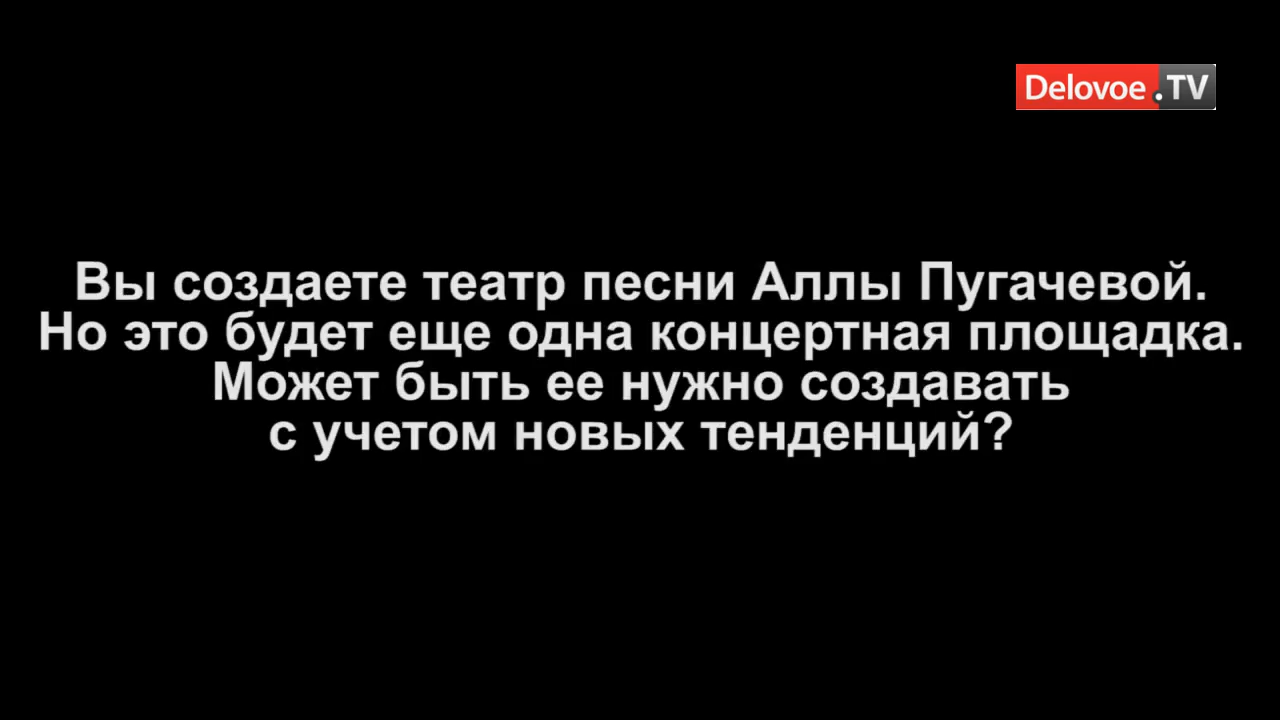 Delovoe.TV
Вы создаете театр песни Аллы Пугачевой.
Но это будет еще одна концертная площадка.
Может быть ее нужно создавать
с учетом новых тенденций?